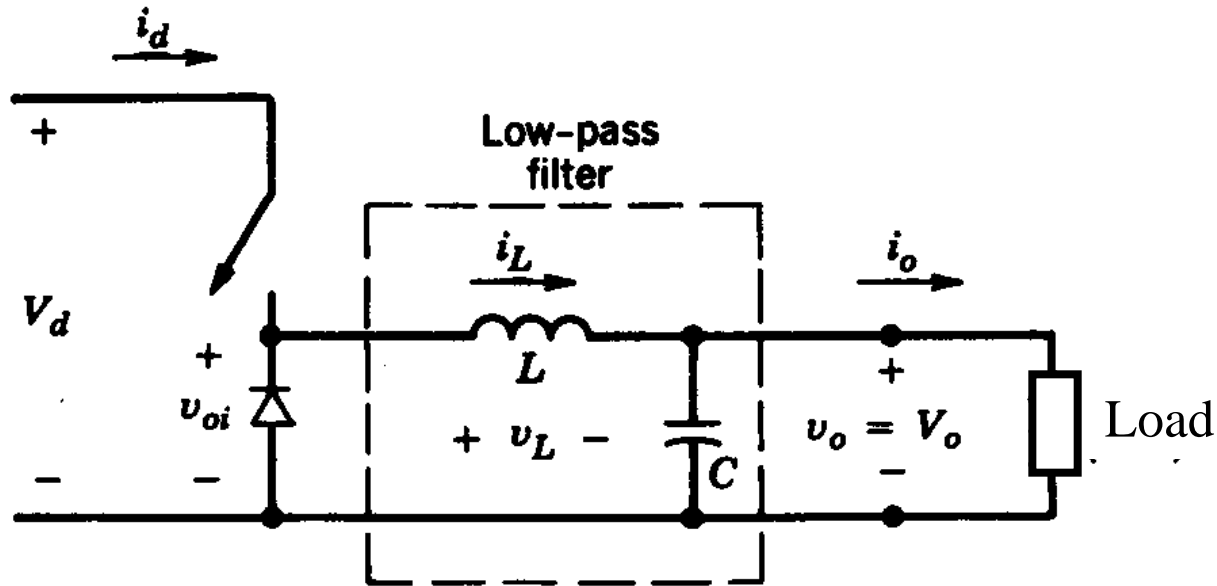 i_d
+
Low-pass
filter
i_L
i_o
V_d
+
L
+
v_oi
+ v_L -
C
v_o = V_o
Load
-
-
-